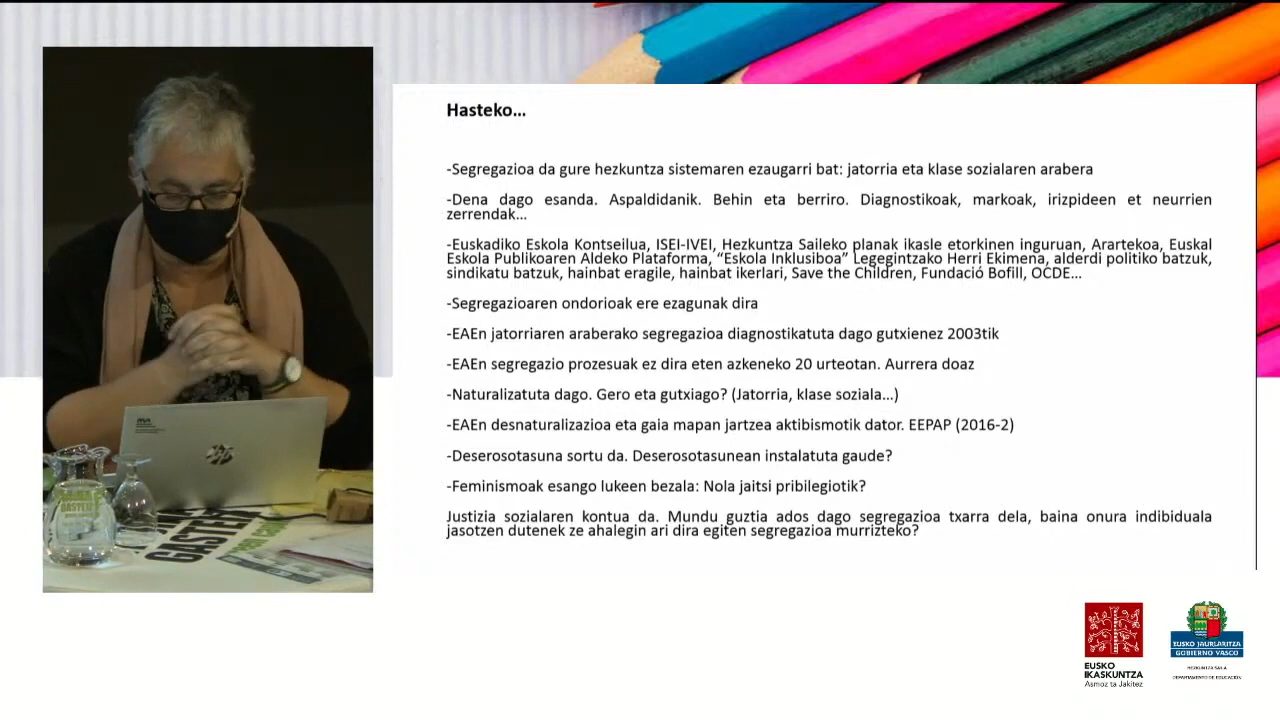 Hasteko...
-Segregazioa da gure hezkuntza sistemaren ezaugarri bat: jatorria eta klase sozialaren arabera
-Dena dago esanda. Aspaldidanik. Behin eta berriro. Diagnostikoak, markoak, irizpideen et neurrien
zerrendak...
-Euskadiko Eskola Kontseilua, ISEI-IVEI, Hezkuntza Saileko planak ikasle etorkinen inguruan, Arartekoa, Euskal
Eskola Publikoaren Aldeko Plataforma, “Eskola Inklusiboa” Legegintzako Herri Ekimena, alderdi politiko batzuk,
sindikatu batzuk, hainbat eragile, hainbat ikerlari, Save the Children, Fundació Bofill, OCDE...
-Segregazioaren ondorioak ere ezagunak dira
-EAEn jatorriaren araberako segregazioa diagnostikatuta dago gutxienez 2003tik
-EAEn segregazio prozesuak ez dira eten azkeneko 20 urteotan. Aurrera doaz
-Naturalizatuta dago. Gero eta gutxiago? (Jatorria, klase soziala...)
-EAEn desnaturalizazioa eta gaia mapan jartzea aktibismotik dator. EEPAP (2016-2)
-Deserosotasuna sortu da. Deserosotasunean instalatuta gaude?
-Feminismoak esango lukeen bezala: Nola jaitsi pribilegiotik?
Justizia sozialaren kontua da. Mundu guztia ados dago segregazioa txarra dela, baina onura indibiduala
jasotzen dutenek ze ahalegin ari dira egiten segregazioa murrizteko?
hp
GASTEIZ
EUSKO
IKASKUNTZA
Asmoz ta Jakitez
EUSKO JAURLARITZA
GOBIERNO VASCO
HEZKUNTZA SAILA
DEPARTAMENTO DE EDUCACIÓN